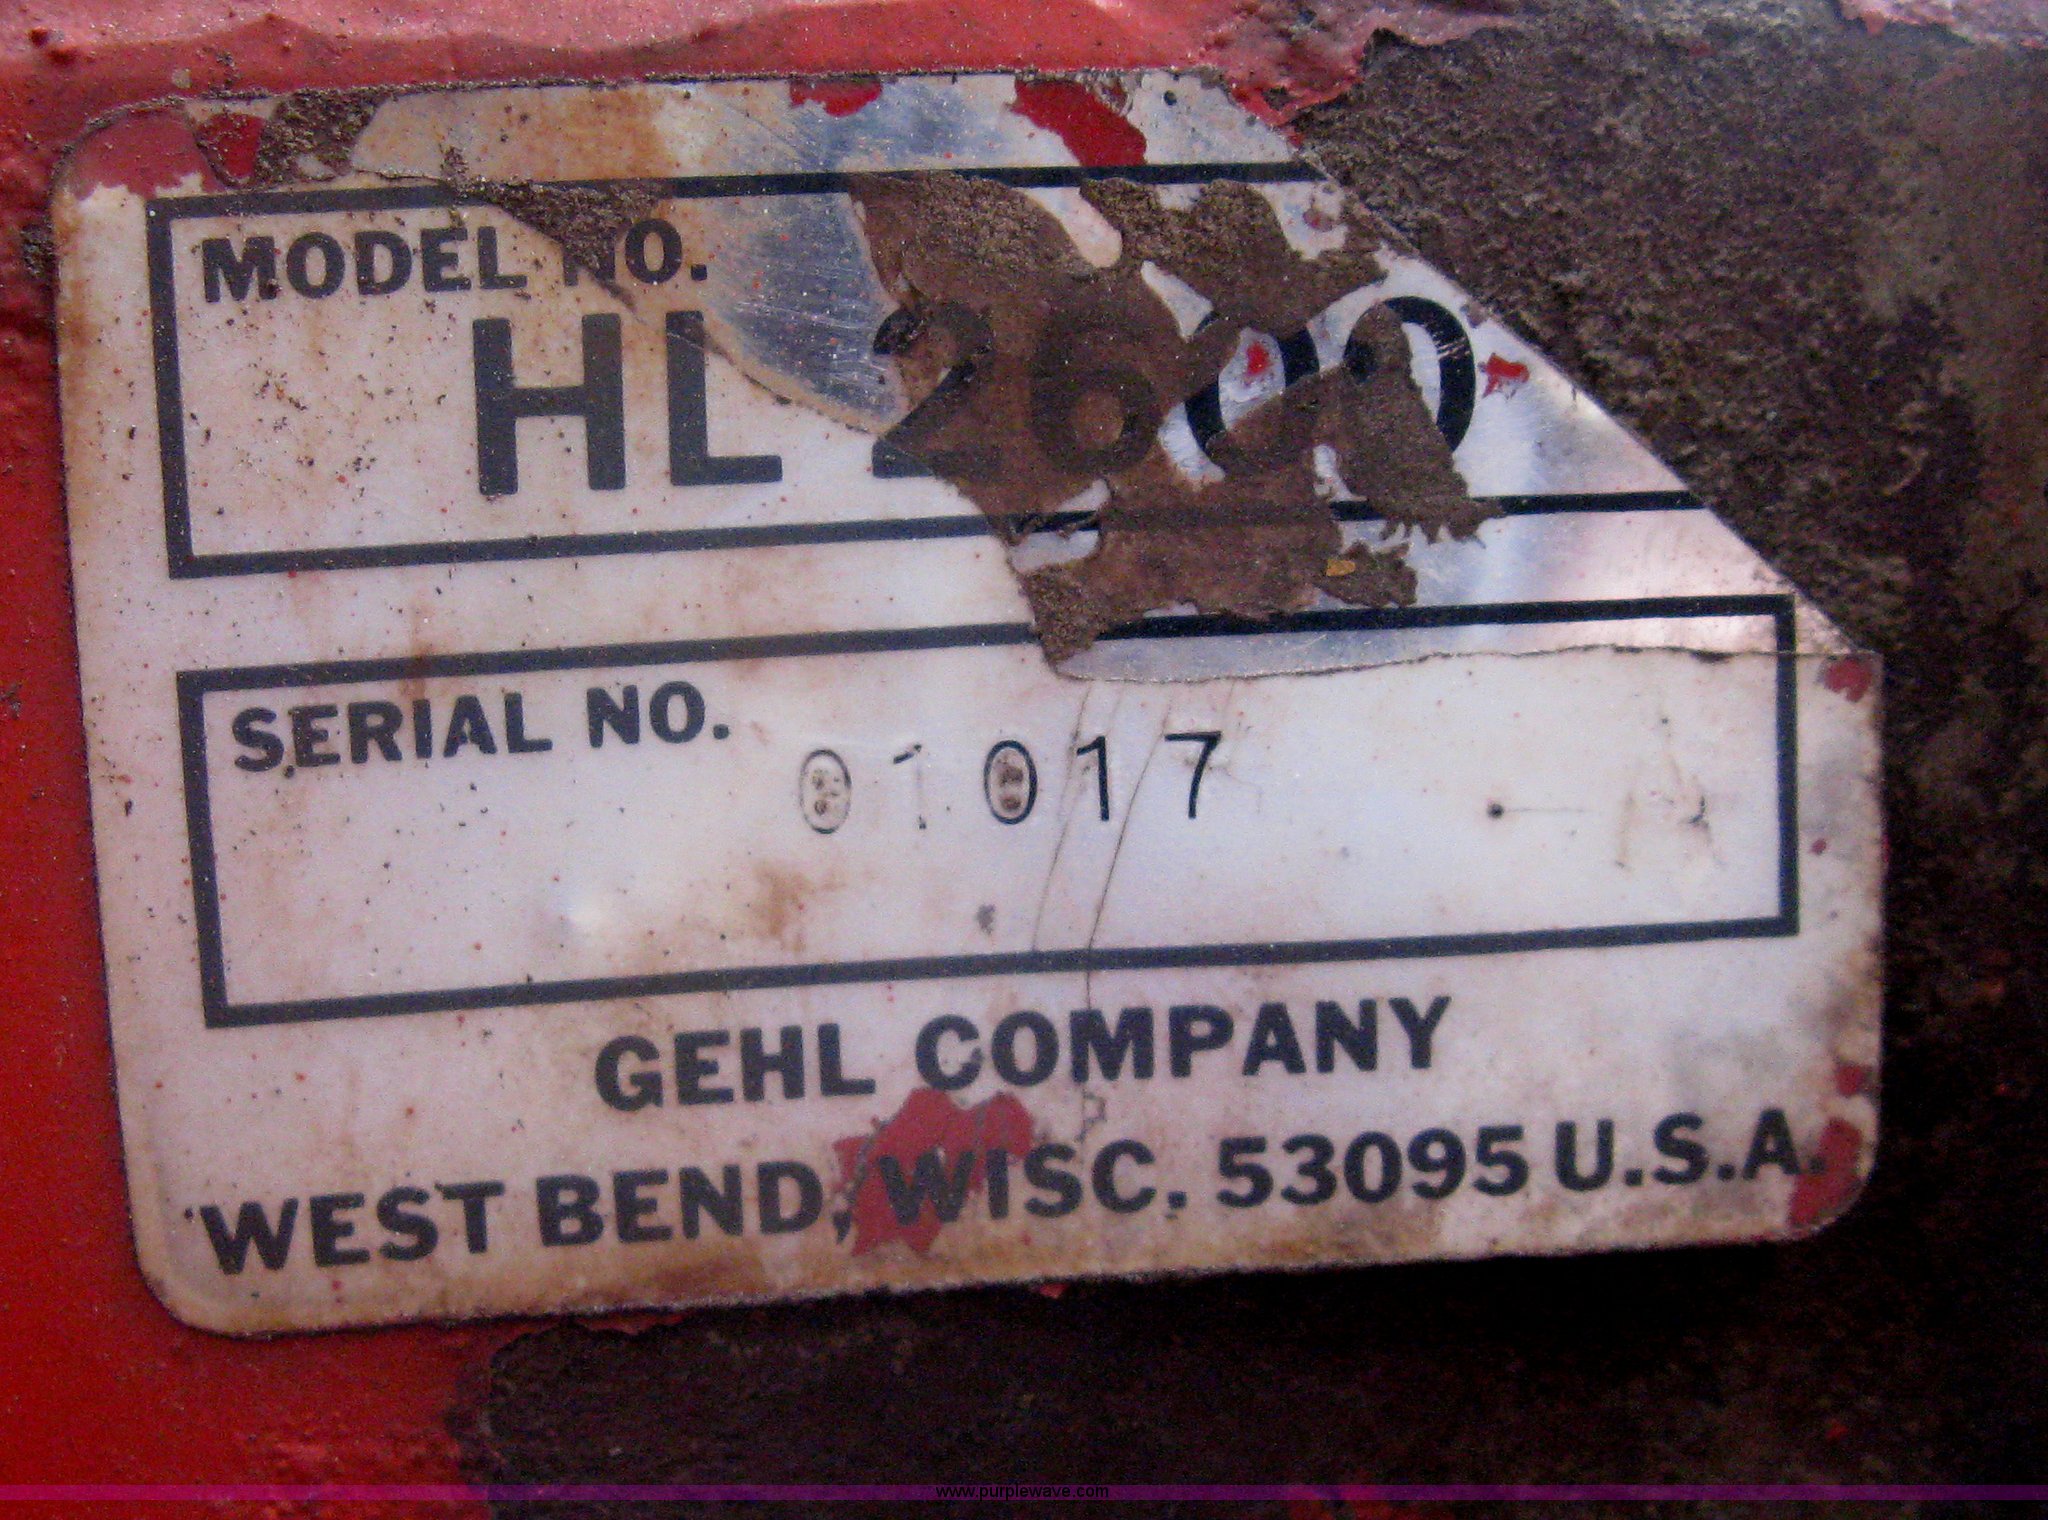 MODEL NO.
HL 2600
SERIAL NO.
01017
GEHL COMPANY
WEST BEND, WISC. 53095 U.S.A.
www.purplewave.com